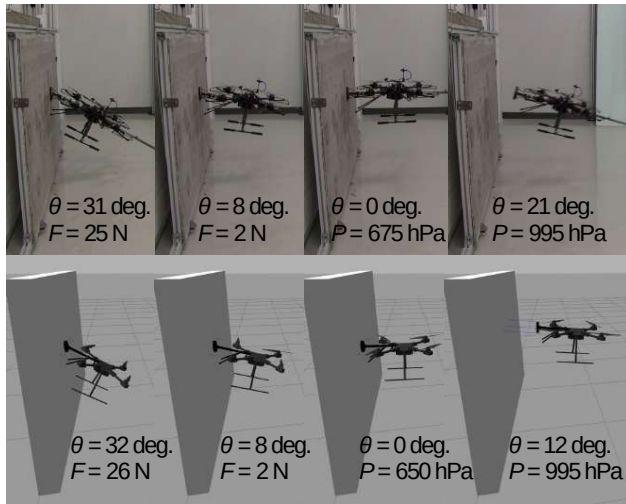 θ = 31 deg.
F = 25 N
θ = 8 deg.
F = 2 N
θ = 0 deg.
P = 675 hPa
θ = 21 deg.
P = 995 hPa
θ = 32 deg.
F = 26 N
θ = 8 deg.
F = 2 N
θ = 0 deg.
P = 650 hPa
θ = 12 deg.
P = 995 hPa